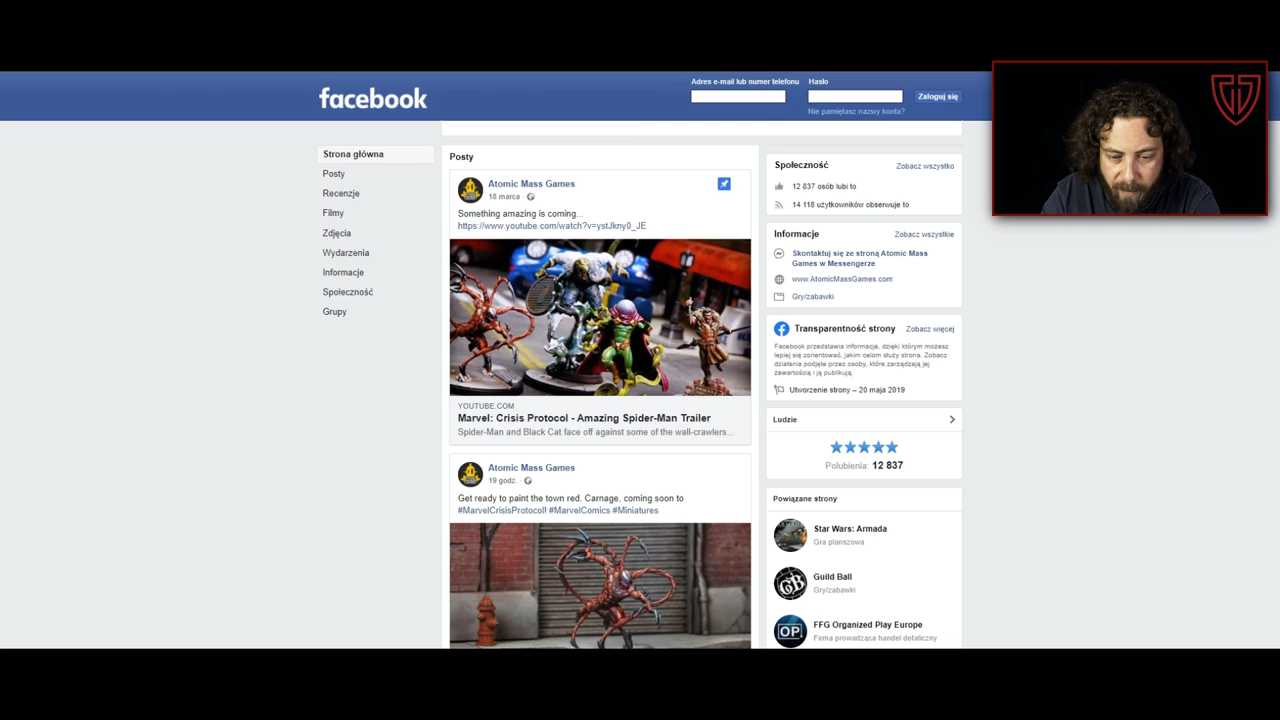 facebook
Adres e-mail lub numer telefonu
Hasło
Zaloguj się
Nie pamiętasz nazwy konta?
Strona główna
Posty
Recenzje
Filmy
Zdjęcia
Wydarzenia
Informacje
Społeczność
Grupy
Posty
Atomic Mass Games
18 marca ·
Something amazing is coming...
https://www.youtube.com/watch?v=ystJkny0_JE
YOUTUBE.COM
Marvel: Crisis Protocol - Amazing Spider-Man Trailer
Spider-Man and Black Cat face off against some of the wall-crawlers...
Atomic Mass Games
19 godz. ·
Get ready to paint the town red. Carnage, coming soon to
#MarvelCrisisProtocol! #MarvelComics #Miniatures
Społeczność
Zobacz wszystko
12 837 osób lubi to
14 118 użytkowników obserwuje to
Informacje
Zobacz wszystkie
Skontaktuj się ze stroną Atomic Mass
Games w Messengerze
www.AtomicMassGames.com
Gry/zabawki
Transparentność strony
Zobacz więcej
Facebook przedstawia informacje, dzięki którym możesz
lepiej się zorientować, jakim celom służy strona. Zobacz
działania podjęte przez osoby, które zarządzają jej
zawartością i ją publikują.
Utworzenie strony – 20 maja 2019
Ludzie
Polubienia: 12 837
Powiązane strony
Star Wars: Armada
Gra planszowa
GB
Guild Ball
Gry/zabawki
OP
FFG Organized Play Europe
Firma prowadząca handel detaliczny